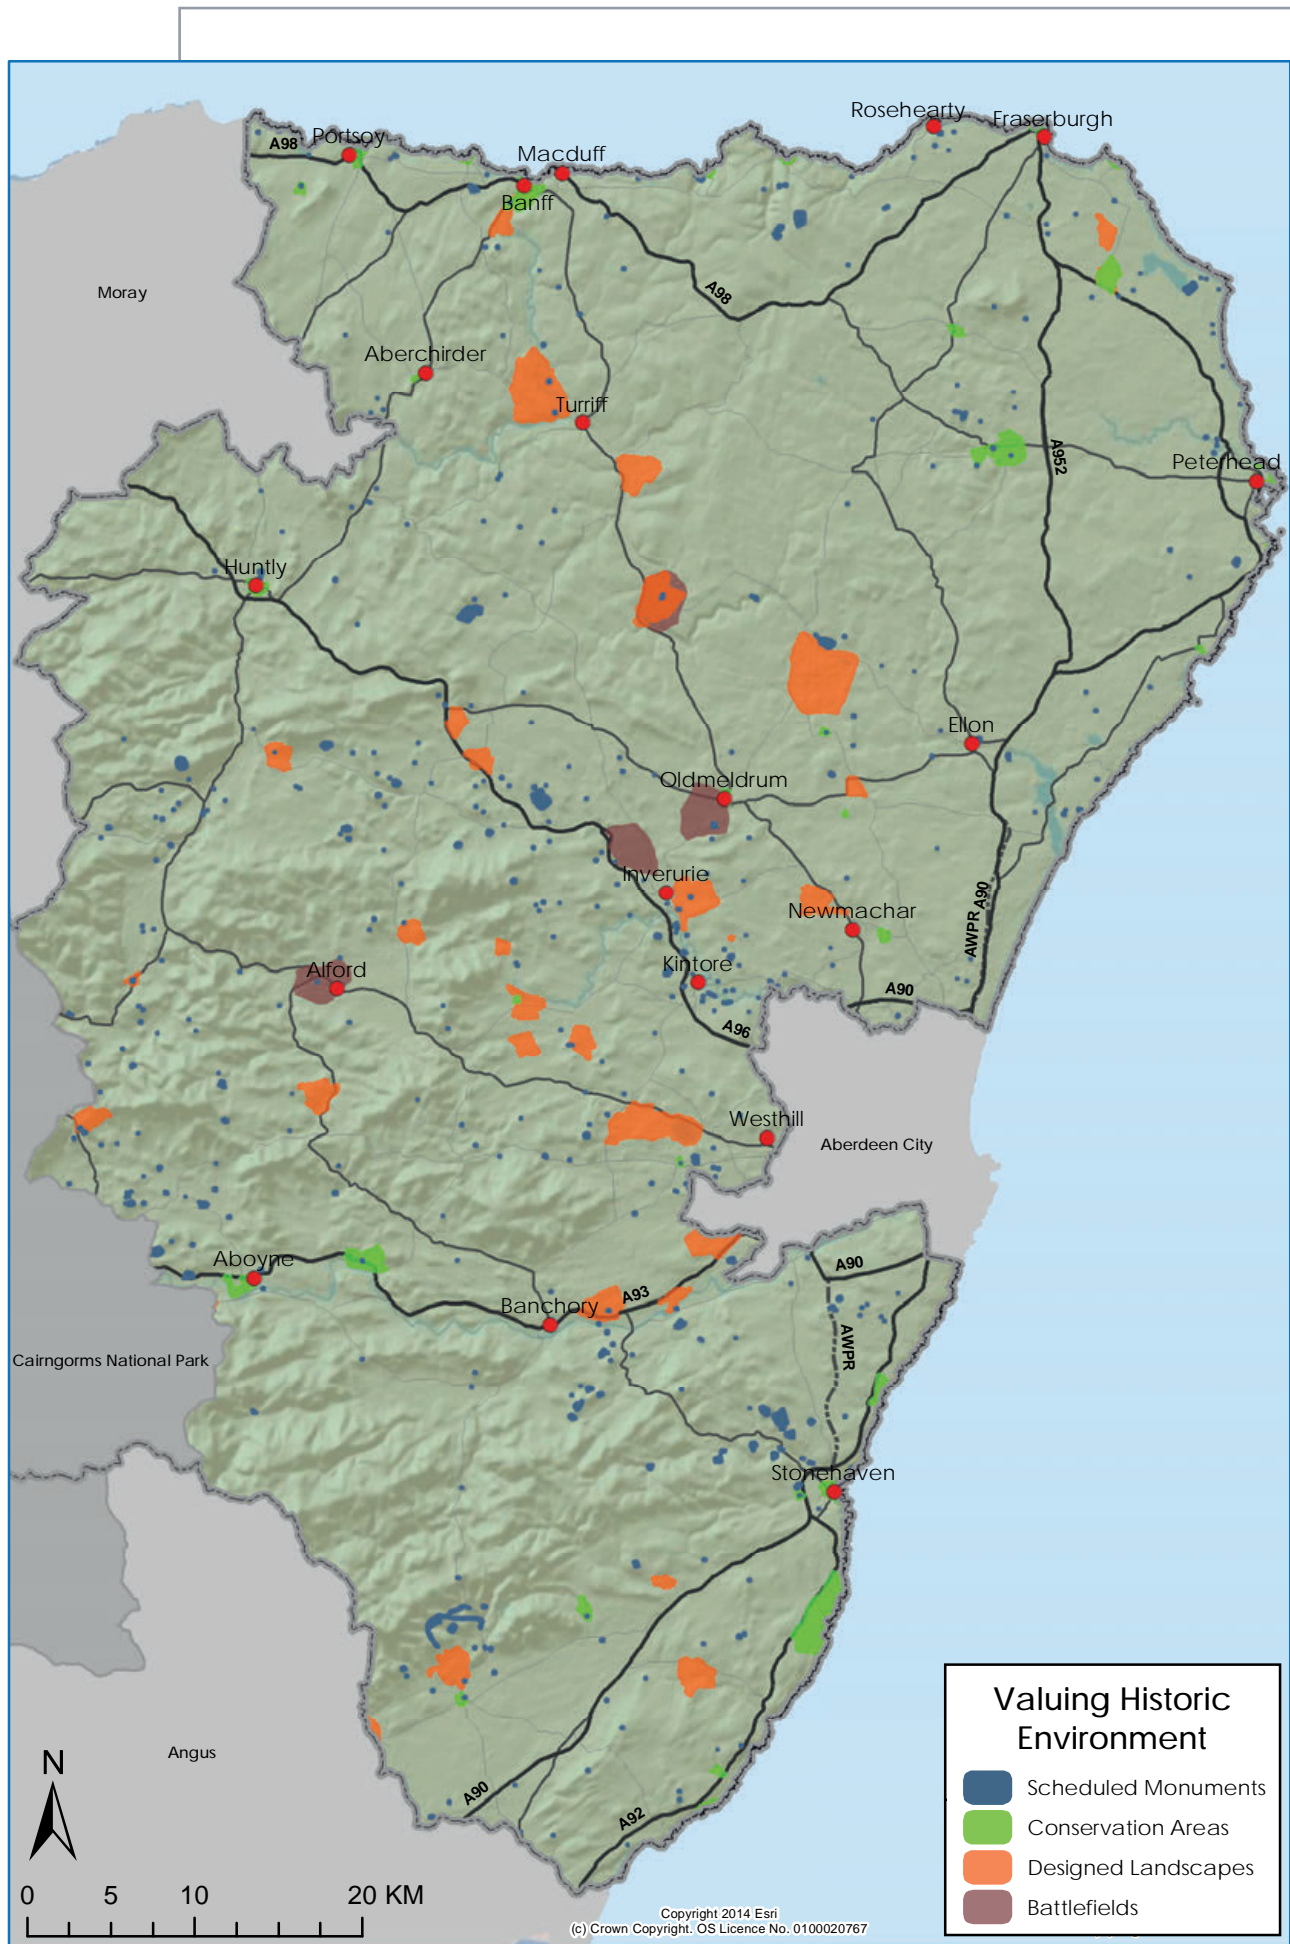 Rosehearty
Fraserburgh
A98
Portsoy
Macduff
Banff
Moray
A98
Aberchirder
Turriff
A952
Peterhead
Huntly
Ellon
Oldmeldrum
Inverurie
A90
AWPR
Newmachar
Alford
Kintore
A90
A96
Westhill
Aberdeen City
Aboyne
A90
A93
Banchory
AWPR
Cairngorms National Park
Stonehaven
Angus
A90
A92
N
0 5 10 20 KM
Valuing Historic
Environment
Scheduled Monuments
Conservation Areas
Designed Landscapes
Battlefields
Copyright 2014 Esri
(c) Crown Copyright. OS Licence No. 0100020767